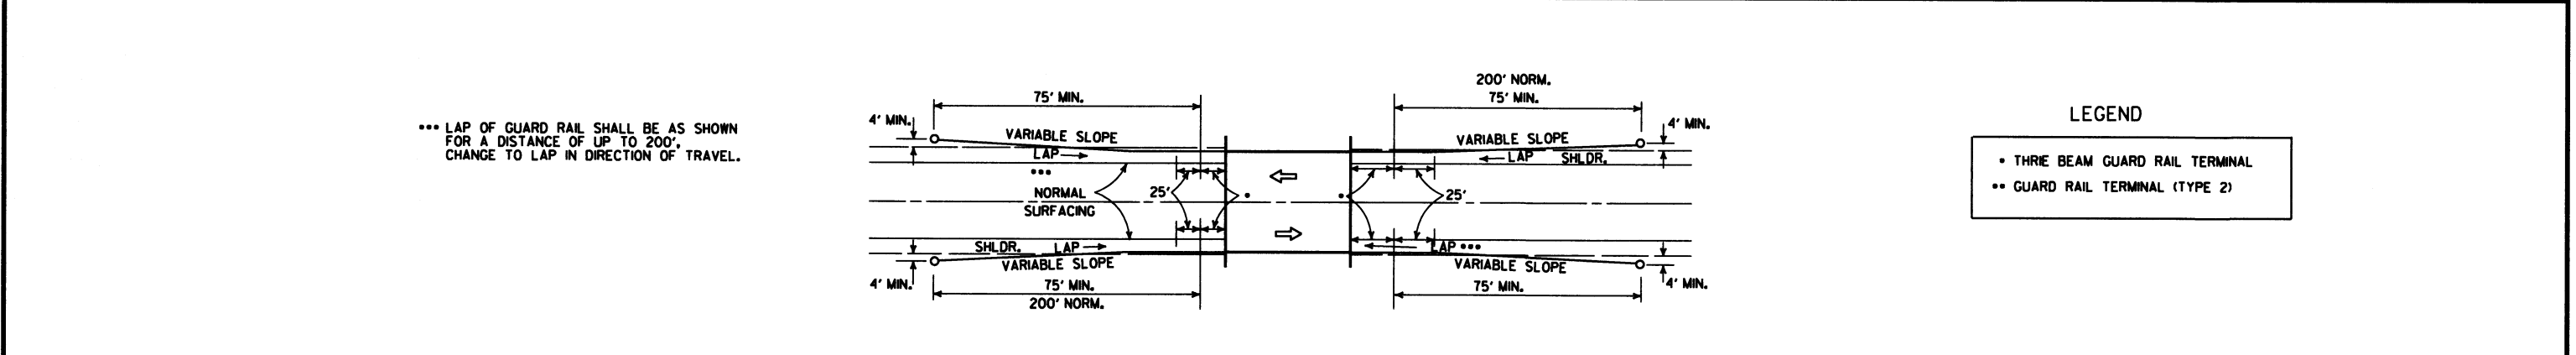 ••• LAP OF GUARD RAIL SHALL BE AS SHOWN
FOR A DISTANCE OF UP TO 200',
CHANGE TO LAP IN DIRECTION OF TRAVEL.
200' NORM.
75' MIN.
75' MIN.
4' MIN.
4' MIN.
VARIABLE SLOPE
VARIABLE SLOPE
LAP
LAP
SHLDR.
•••
NORMAL
SURFACING
25'
•
•
25'
SHLDR.
LAP
LAP •••
VARIABLE SLOPE
VARIABLE SLOPE
4' MIN.
4' MIN.
75' MIN.
200' NORM.
75' MIN.
LEGEND
• THRIE BEAM GUARD RAIL TERMINAL
•• GUARD RAIL TERMINAL (TYPE 2)